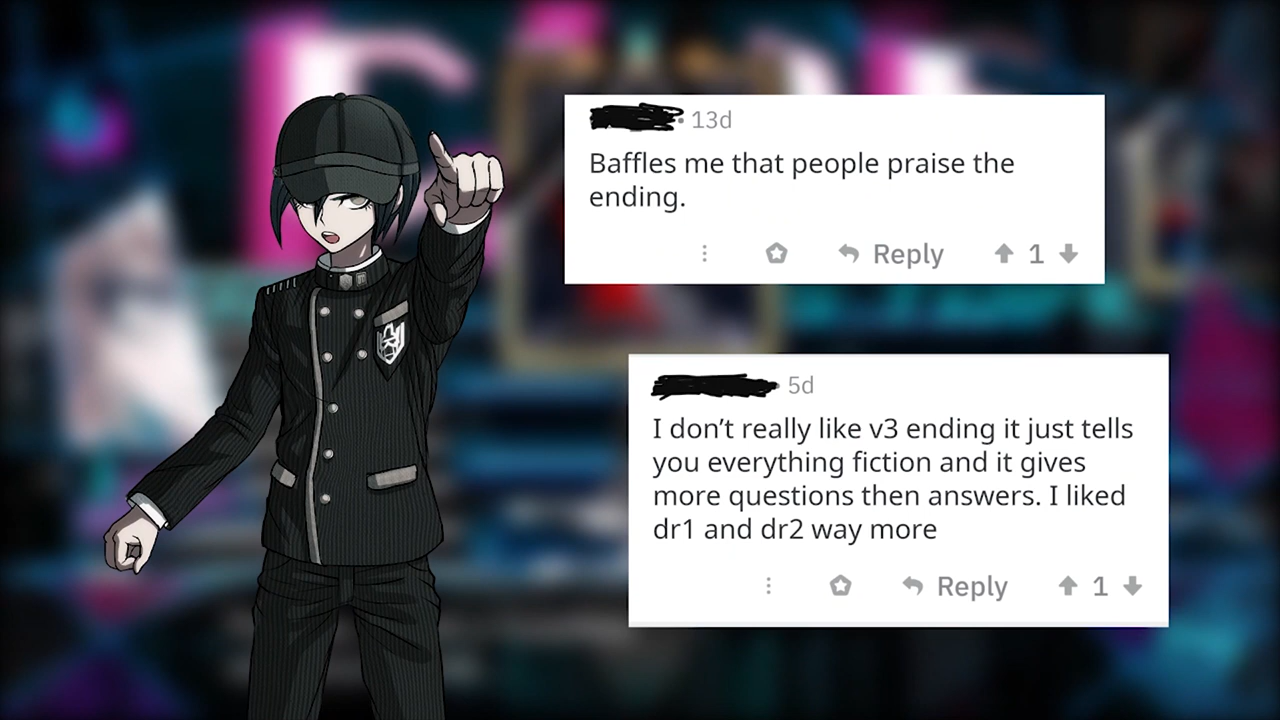 13d
Baffles me that people praise the
ending.
Reply 1
5d
I don’t really like v3 ending it just tells
you everything fiction and it gives
more questions then answers. I liked
dr1 and dr2 way more
Reply 1